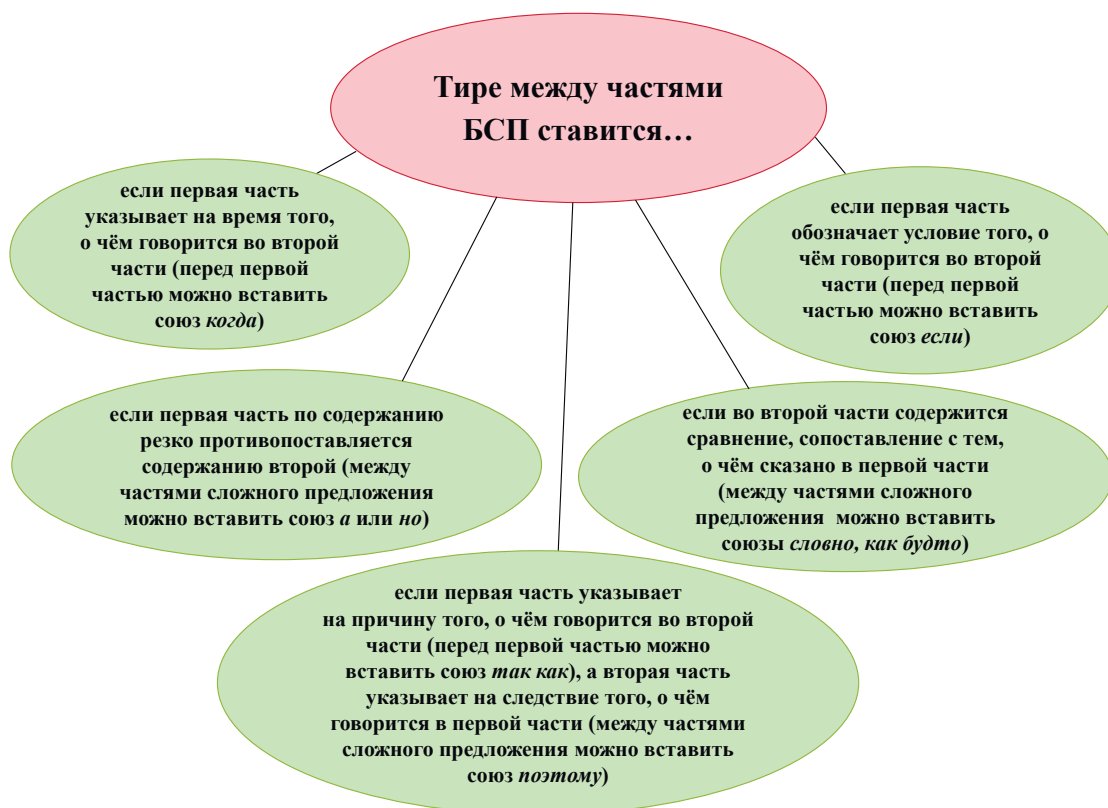 Тире между частями
БСП ставится…
если первая часть
указывает на время того,
о чём говорится во второй
части (перед первой
частью можно вставить
союз когда)
если первая часть
обозначает условие того, о
чём говорится во второй
части (перед первой
частью можно вставить
союз если)
если первая часть по содержанию
резко противопоставляется
содержанию второй (между
частями сложного предложения
можно вставить союз а или но)
если во второй части содержится
сравнение, сопоставление с тем,
о чём сказано в первой части
(между частями сложного
предложения можно вставить
союзы словно, как будто)
если первая часть указывает
на причину того, о чём говорится во второй
части (перед первой частью можно
вставить союз так как), а вторая часть
указывает на следствие того, о чём
говорится в первой части (между частями
сложного предложения можно вставить
союз поэтому)